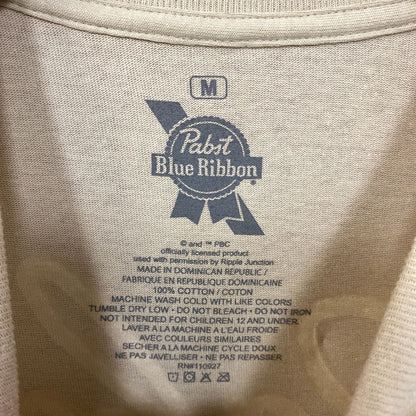 M
Pabst
Blue Ribbon®
© and ™ PBC
officially licensed product
used with permission by Ripple Junction
MADE IN DOMINICAN REPUBLIC /
FABRIQUÉ EN RÉPUBLIQUE DOMINICAINE
100% COTTON / COTON
MACHINE WASH COLD WITH LIKE COLORS
TUMBLE DRY LOW • DO NOT BLEACH • DO NOT IRON
NOT INTENDED FOR CHILDREN 12 AND UNDER.
LAVER A LA MACHINE A L'EAU FROIDE
AVEC COULEURS SIMILAIRES
SECHER A LA MACHINE CYCLE DOUX
NE PAS JAVELLISER • NE PAS REPASSER
RN#110927